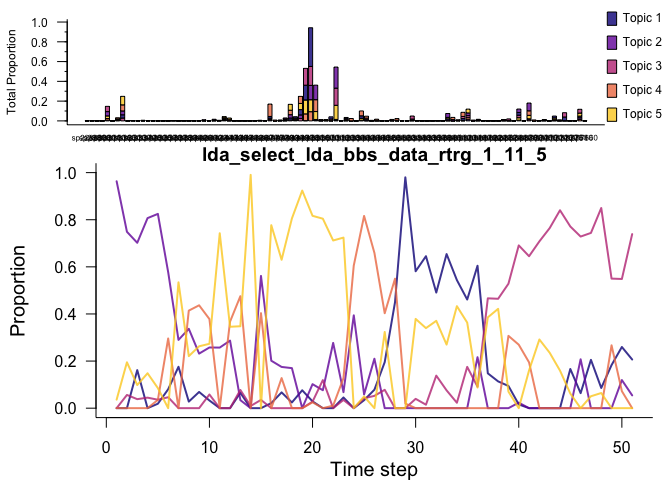 Total Proportion
1.0
0.8
0.6
0.4
0.2
0.0
Topic 1
Topic 2
Topic 3
Topic 4
Topic 5
lda_select_lda_bbs_data_rtrg_1_11_5
Proportion
1.0
0.8
0.6
0.4
0.2
0.0
0 10 20 30 40 50
Time step